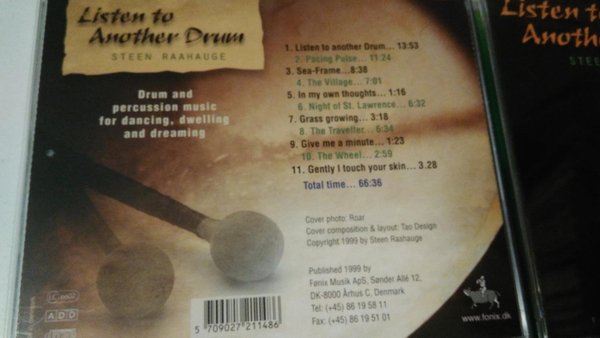 Listen to
Another Drum
STEEN RAAHAUGE
Drum and
percussion music
for dancing, dwelling
and dreaming
1. Listen to another Drum... 13:53
2. Pacing Pulse... 11:24
3. Sea-Frame...8:38
4. The Village... 7:01
5. In my own thoughts... 1:16
6. Night of St. Lawrence... 6:32
7. Grass growing... 3:18
8. The Traveller... 6:34
9. Give me a minute... 1:23
10. The Wheel... 2:59
11. Gently I touch your skin... 3.28
Total time... 66:36
Cover photo: Roar
Cover composition & layout: Tao Design
Copyright 1999 by Steen Raahauge
Published 1999 by
Fønix Musik ApS, Sønder Allé 12,
DK-8000 Århus C, Denmark
Tel: (+45) 86 19 58 11
Fax: (+45) 86 19 51 01
5 709027 211486
ADD
www.fonix.dk
Listen to
Anoth
STEE